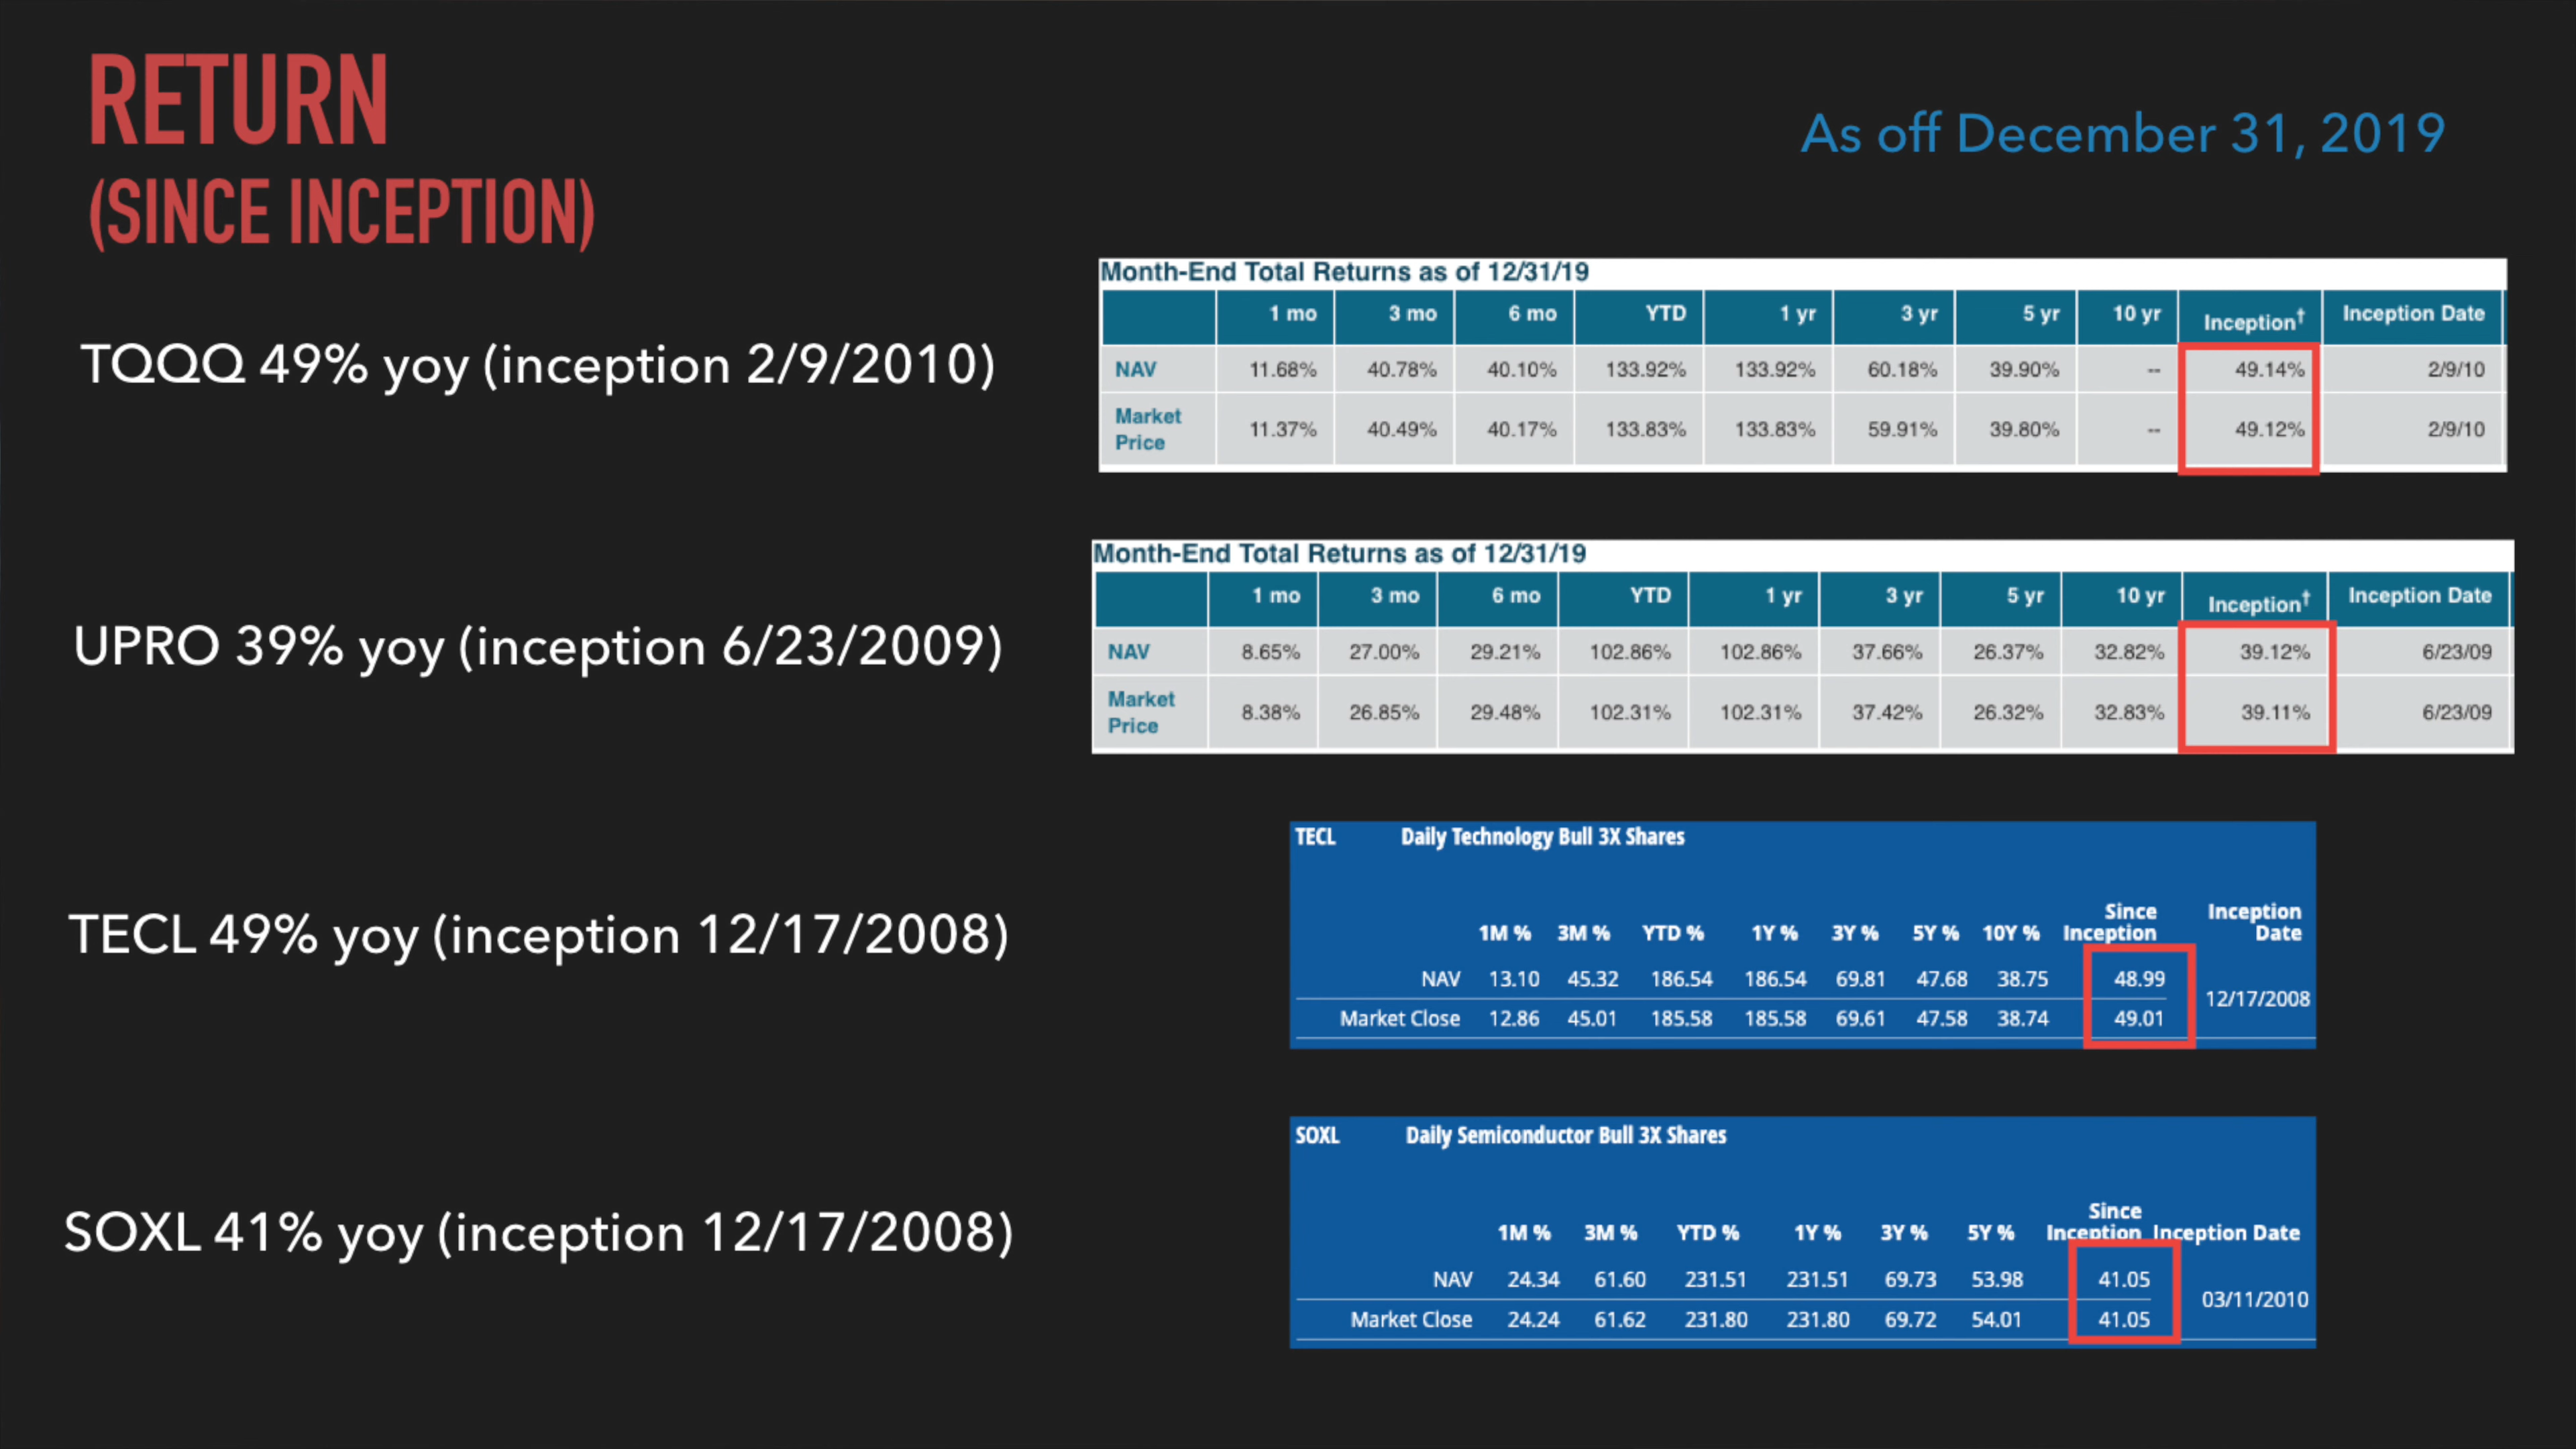 RETURN
(SINCE INCEPTION)
As off December 31, 2019
TQQQ 49% yoy (inception 2/9/2010)
Month-End Total Returns as of 12/31/19
1 mo 3 mo 6 mo YTD 1 yr 3 yr 5 yr 10 yr Inception† Inception Date
NAV 11.68% 40.78% 40.10% 133.92% 133.92% 60.18% 39.90% -- 49.14% 2/9/10
Market
Price 11.37% 40.49% 40.17% 133.83% 133.83% 59.91% 39.80% -- 49.12% 2/9/10
UPRO 39% yoy (inception 6/23/2009)
Month-End Total Returns as of 12/31/19
1 mo 3 mo 6 mo YTD 1 yr 3 yr 5 yr 10 yr Inception† Inception Date
NAV 8.65% 27.00% 29.21% 102.86% 102.86% 37.66% 26.37% 32.82% 39.12% 6/23/09
Market
Price 8.38% 26.85% 29.48% 102.31% 102.31% 37.42% 26.32% 32.83% 39.11% 6/23/09
TECL 49% yoy (inception 12/17/2008)
TECL Daily Technology Bull 3X Shares
Since Inception
1M % 3M % YTD % 1Y % 3Y % 5Y % 10Y % Inception Date
NAV 13.10 45.32 186.54 186.54 69.81 47.68 38.75 48.99
12/17/2008
Market Close 12.86 45.01 185.58 185.58 69.61 47.58 38.74 49.01
SOXL 41% yoy (inception 12/17/2008)
SOXL Daily Semiconductor Bull 3X Shares
Since
1M % 3M % YTD % 1Y % 3Y % 5Y % Inception Inception Date
NAV 24.34 61.60 231.51 231.51 69.73 53.98 41.05
03/11/2010
Market Close 24.24 61.62 231.80 231.80 69.72 54.01 41.05